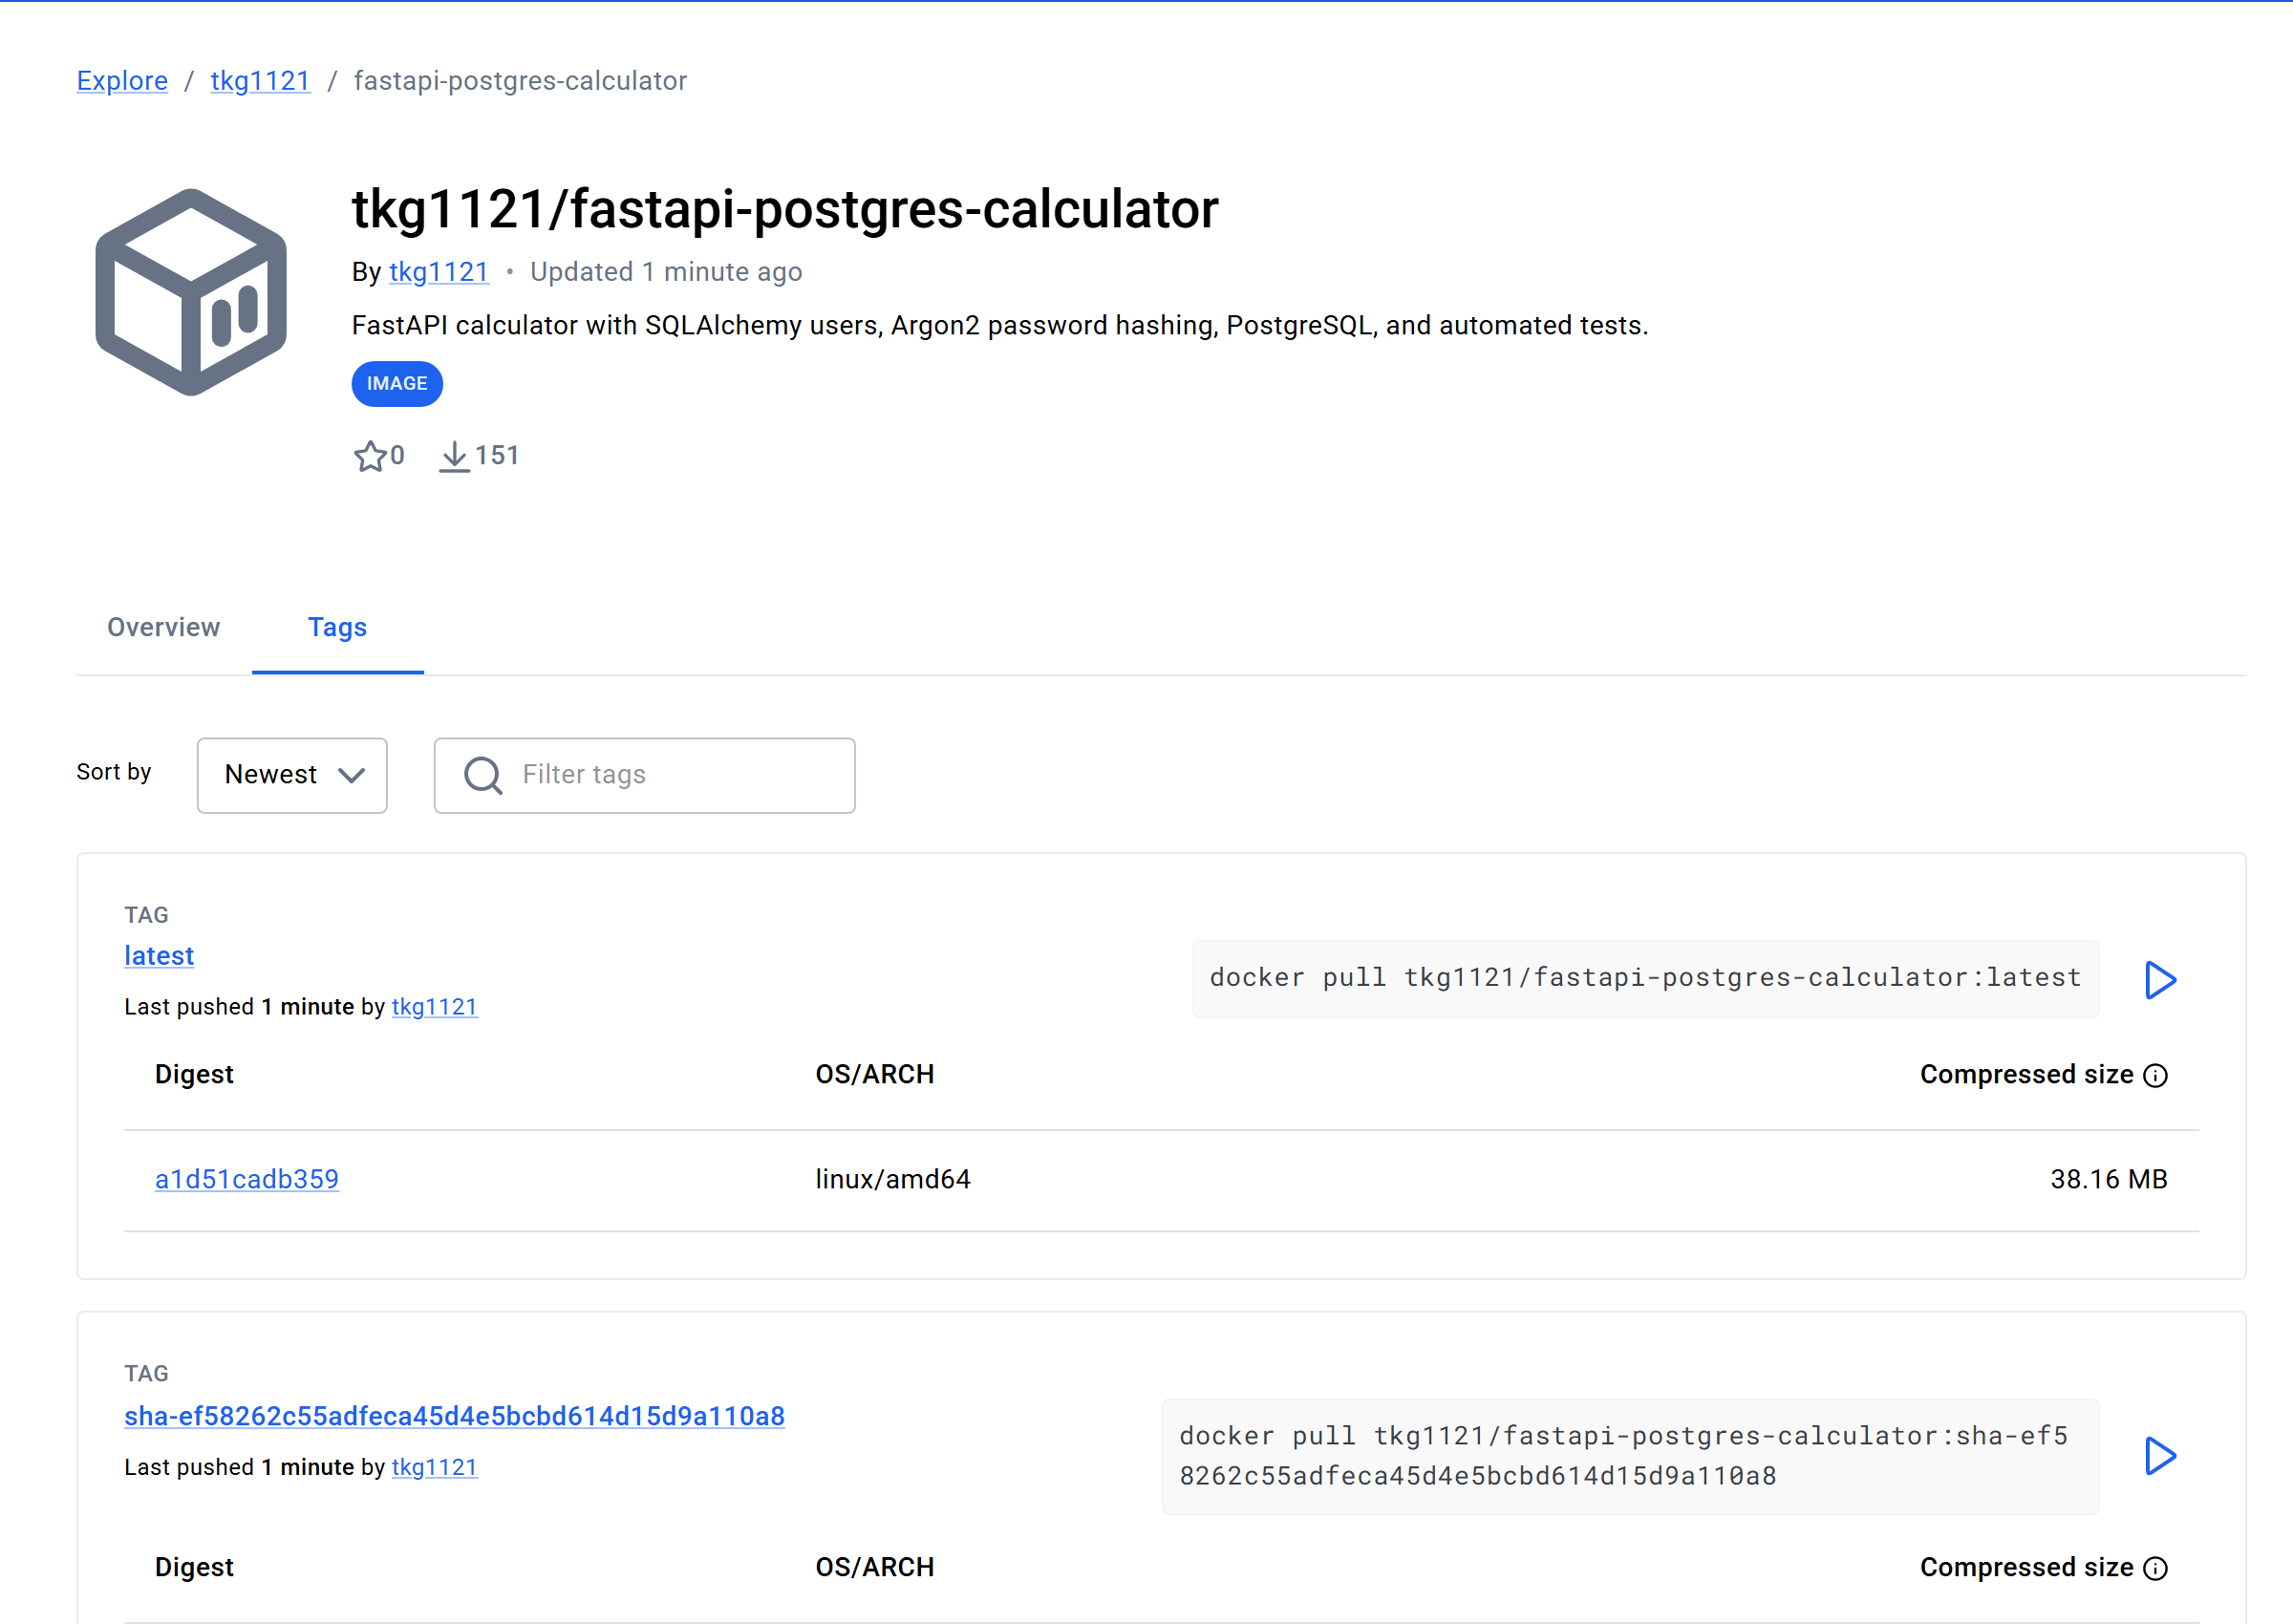 Explore / tkg1121 / fastapi-postgres-calculator
tkg1121/fastapi-postgres-calculator
By tkg1121 • Updated 1 minute ago
FastAPI calculator with SQLAlchemy users, Argon2 password hashing, PostgreSQL, and automated tests.
IMAGE
0 151
Overview Tags
Sort by Newest Filter tags
TAG
latest
docker pull tkg1121/fastapi-postgres-calculator:latest
Last pushed 1 minute by tkg1121
Digest OS/ARCH Compressed size
a1d51cadb359 linux/amd64 38.16 MB
TAG
sha-ef58262c55adfeca45d4e5bcbd614d15d9a110a8
docker pull tkg1121/fastapi-postgres-calculator:sha-ef5
8262c55adfeca45d4e5bcbd614d15d9a110a8
Last pushed 1 minute by tkg1121
Digest OS/ARCH Compressed size